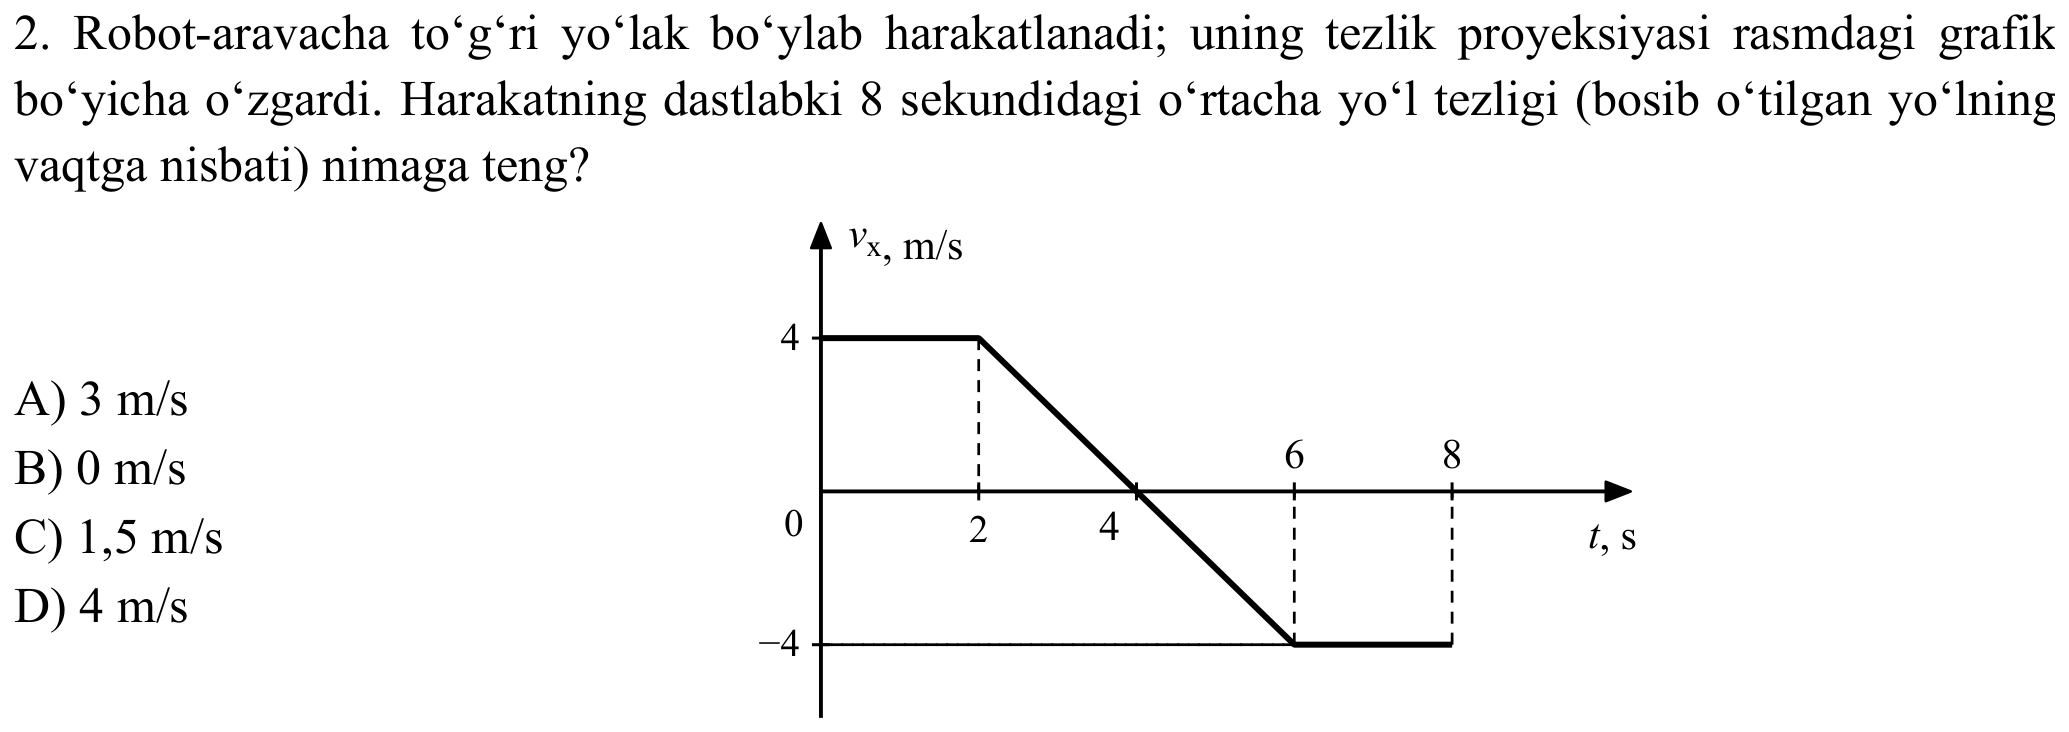 2. Robot-aravacha to‘g‘ri yo‘lak bo‘ylab harakatlanadi; uning tezlik proyeksiyasi rasmdagi grafik
bo‘yicha o‘zgardi. Harakatning dastlabki 8 sekundidagi o‘rtacha yo‘l tezligi (bosib o‘tilgan yo‘lning
vaqtga nisbati) nimaga teng?
vx, m/s
4
A) 3 m/s
B) 0 m/s
C) 1,5 m/s
D) 4 m/s
6 8
0 2 4 t, s
−4